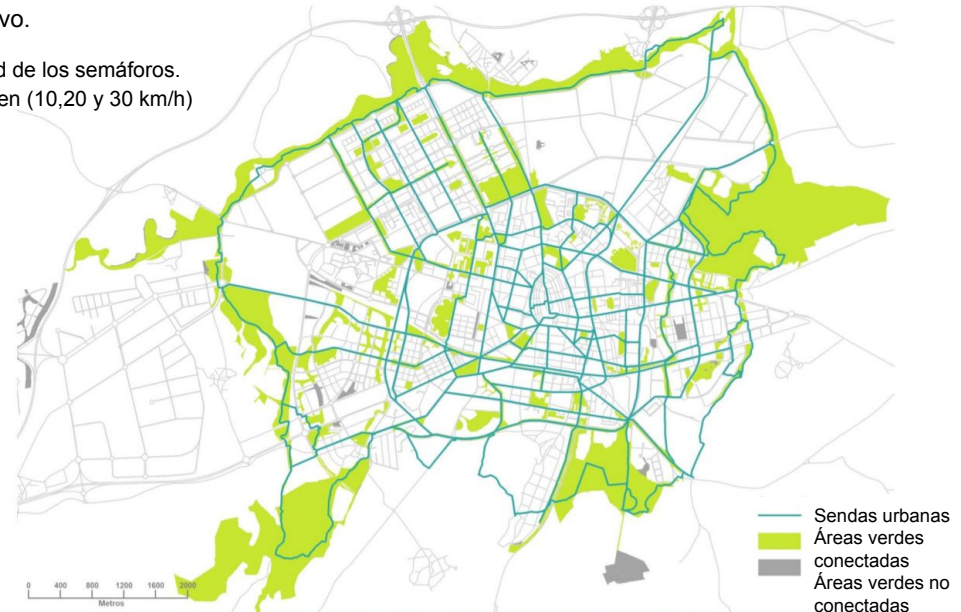 vo.
d de los semáforos.
en (10,20 y 30 km/h)
Sendas urbanas
Áreas verdes
conectadas
Áreas verdes no
conectadas
0 400 800 1200 1600 2000
Metros